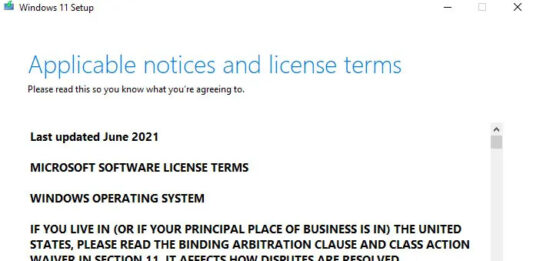 Windows 11 Setup
Applicable notices and license terms
Please read this so you know what you're agreeing to.
Last updated June 2021
MICROSOFT SOFTWARE LICENSE TERMS
WINDOWS OPERATING SYSTEM
IF YOU LIVE IN (OR IF YOUR PRINCIPAL PLACE OF BUSINESS IS IN) THE UNITED
STATES, PLEASE READ THE BINDING ARBITRATION CLAUSE AND CLASS ACTION
WAIVER IN SECTION 11. IT AFFECTS HOW DISPUTES ARE RESOLVED.